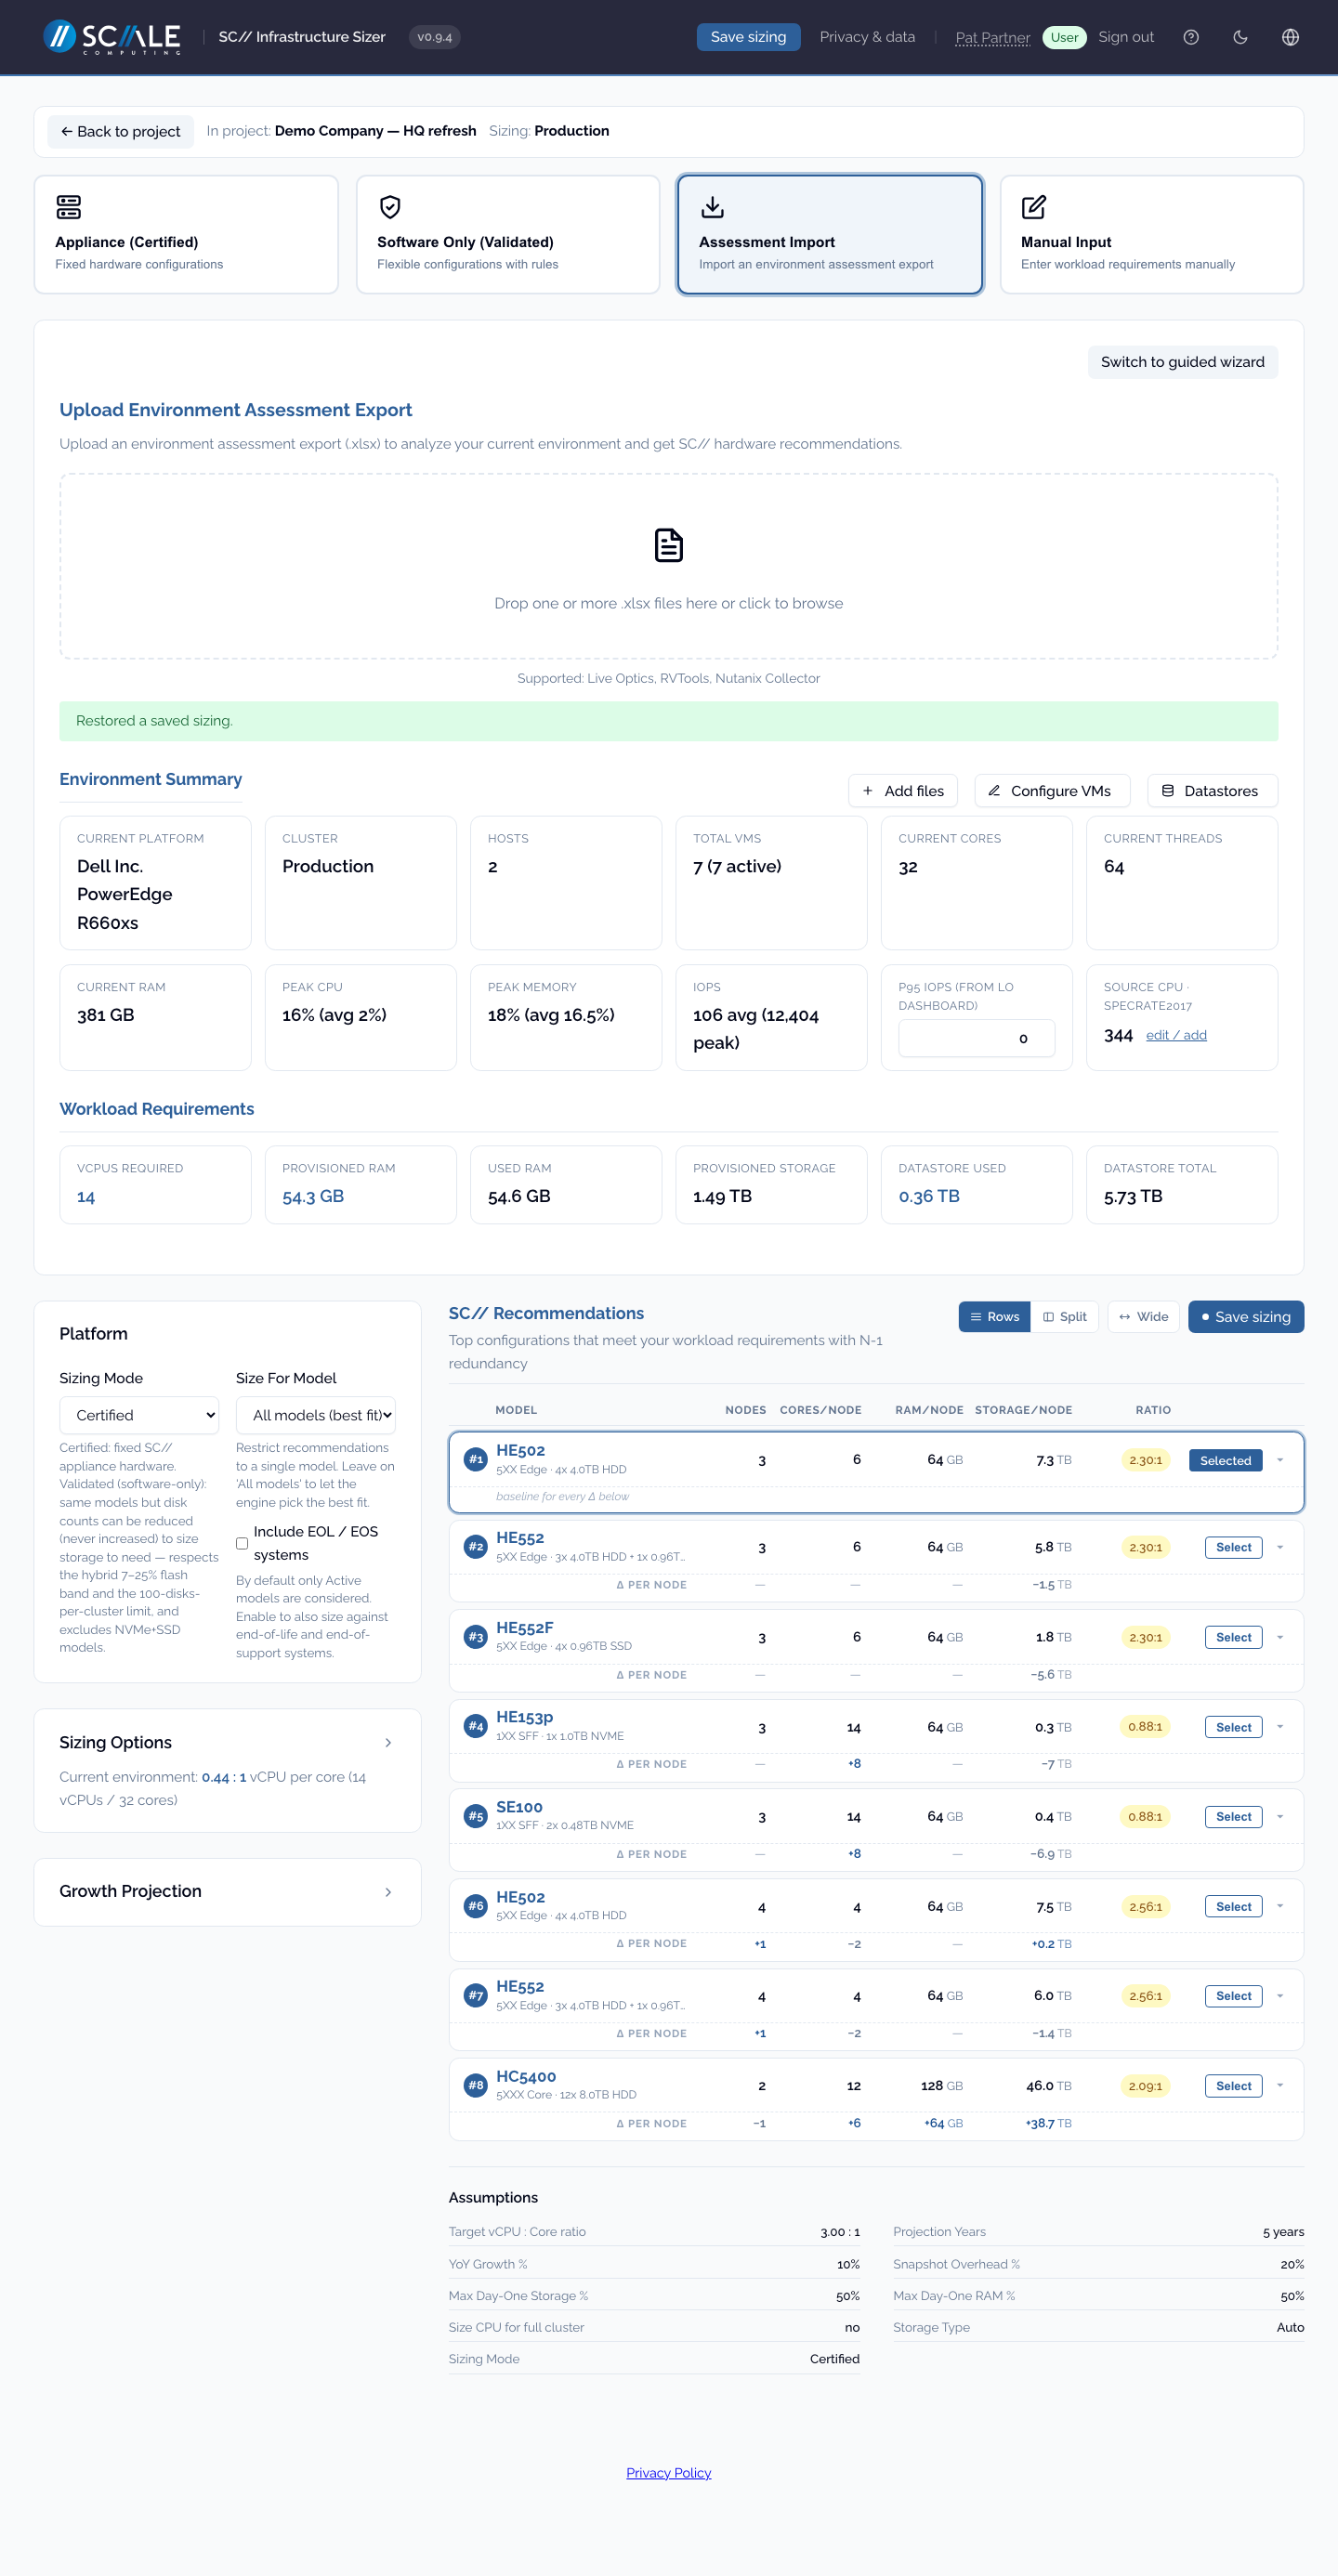 SCALE COMPUTING
SC// Infrastructure Sizer
v0.9.4
Save sizing
Privacy & data
Pat Partner
User
Sign out
← Back to project
In project: Demo Company — HQ refresh
Sizing: Production
Appliance (Certified)
Fixed hardware configurations
Software Only (Validated)
Flexible configurations with rules
Assessment Import
Import an environment assessment export
Manual Input
Enter workload requirements manually
Switch to guided wizard
Upload Environment Assessment Export
Upload an environment assessment export (.xlsx) to analyze your current environment and get SC// hardware recommendations.
Drop one or more .xlsx files here or click to browse
Supported: Live Optics, RVTools, Nutanix Collector
Restored a saved sizing.
Environment Summary
+ Add files
Configure VMs
Datastores
CURRENT PLATFORM
Dell Inc.
PowerEdge
R660xs
CLUSTER
Production
HOSTS
2
TOTAL VMS
7 (7 active)
CURRENT CORES
32
CURRENT THREADS
64
CURRENT RAM
381 GB
PEAK CPU
16% (avg 2%)
PEAK MEMORY
18% (avg 16.5%)
IOPS
106 avg (12,404
peak)
P95 IOPS (FROM LO
DASHBOARD)
0
SOURCE CPU ·
SPECRATE2017
344 edit / add
Workload Requirements
VCPUS REQUIRED
14
PROVISIONED RAM
54.3 GB
USED RAM
54.6 GB
PROVISIONED STORAGE
1.49 TB
DATASTORE USED
0.36 TB
DATASTORE TOTAL
5.73 TB
Platform
Sizing Mode
Certified
Certified: fixed SC//
appliance hardware.
Validated (software-only):
same models but disk
counts can be reduced
(never increased) to size
storage to need — respects
the hybrid 7–25% flash
band and the 100-disks-
per-cluster limit, and
excludes NVMe+SSD
models.
Size For Model
All models (best fit)
Restrict recommendations
to a single model. Leave on
'All models' to let the
engine pick the best fit.
Include EOL / EOS
systems
By default only Active
models are considered.
Enable to also size against
end-of-life and end-of-
support systems.
Sizing Options
Current environment: 0.44 : 1 vCPU per core (14
vCPUs / 32 cores)
Growth Projection
SC// Recommendations
Top configurations that meet your workload requirements with N-1
redundancy
Rows
Split
Wide
Save sizing
MODEL NODES CORES/NODE RAM/NODE STORAGE/NODE RATIO
#1 HE502 3 6 64 GB 7.3 TB 2.30:1 Selected
5XX Edge · 4x 4.0TB HDD
baseline for every Δ below
#2 HE552 3 6 64 GB 5.8 TB 2.30:1 Select
5XX Edge · 3x 4.0TB HDD + 1x 0.96T...
Δ PER NODE — — — −1.5 TB
#3 HE552F 3 6 64 GB 1.8 TB 2.30:1 Select
5XX Edge · 4x 0.96TB SSD
Δ PER NODE — — — −5.6 TB
#4 HE153p 3 14 64 GB 0.3 TB 0.88:1 Select
1XX SFF · 1x 1.0TB NVME
Δ PER NODE — +8 — −7 TB
#5 SE100 3 14 64 GB 0.4 TB 0.88:1 Select
1XX SFF · 2x 0.48TB NVME
Δ PER NODE — +8 — −6.9 TB
#6 HE502 4 4 64 GB 7.5 TB 2.56:1 Select
5XX Edge · 4x 4.0TB HDD
Δ PER NODE +1 −2 — +0.2 TB
#7 HE552 4 4 64 GB 6.0 TB 2.56:1 Select
5XX Edge · 3x 4.0TB HDD + 1x 0.96T...
Δ PER NODE +1 −2 — −1.4 TB
#8 HC5400 2 12 128 GB 46.0 TB 2.09:1 Select
5XXX Core · 12x 8.0TB HDD
Δ PER NODE −1 +6 +64 GB +38.7 TB
Assumptions
Target vCPU : Core ratio 3.00 : 1
Projection Years 5 years
YoY Growth % 10%
Snapshot Overhead % 20%
Max Day-One Storage % 50%
Max Day-One RAM % 50%
Size CPU for full cluster no
Storage Type Auto
Sizing Mode Certified
Privacy Policy